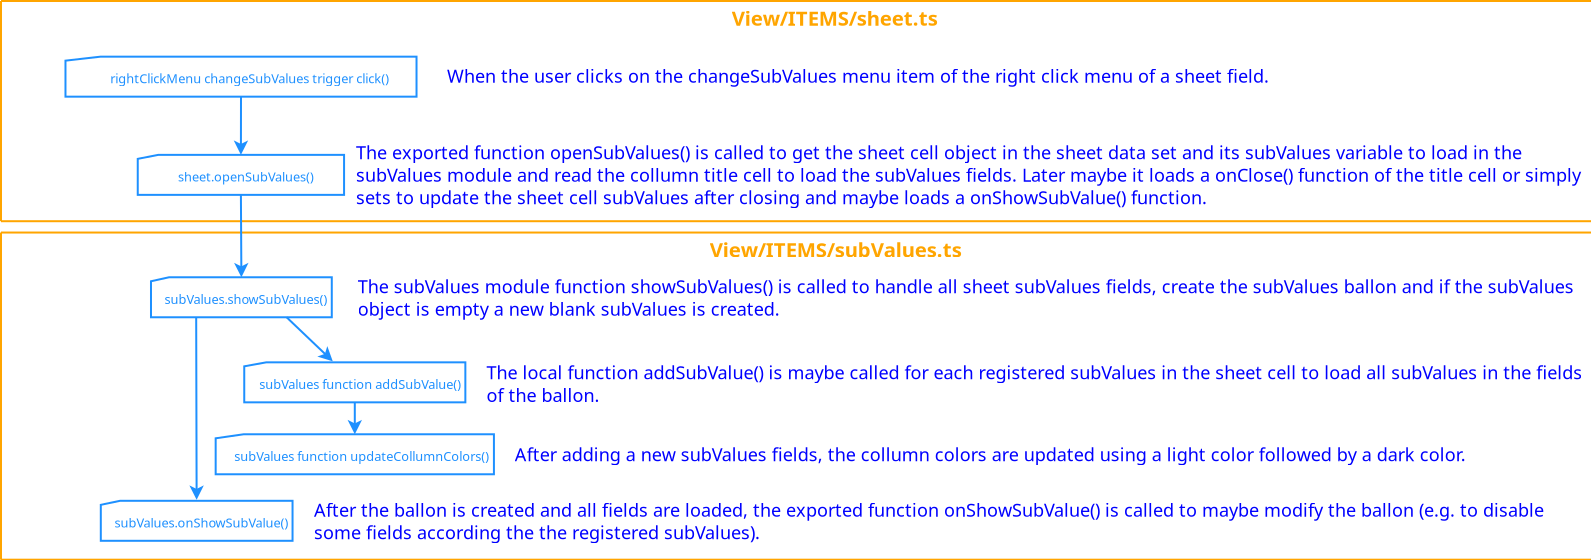 View/ITEMS/sheet.ts
rightClickMenu changeSubValues trigger click()
When the user clicks on the changeSubValues menu item of the right click menu of a sheet field.
sheet.openSubValues()
The exported function openSubValues() is called to get the sheet cell object in the sheet data set and its subValues variable to load in the
subValues module and read the collumn title cell to load the subValues fields. Later maybe it loads a onClose() function of the title cell or simply
sets to update the sheet cell subValues after closing and maybe loads a onShowSubValue() function.
View/ITEMS/subValues.ts
subValues.showSubValues()
The subValues module function showSubValues() is called to handle all sheet subValues fields, create the subValues ballon and if the subValues
object is empty a new blank subValues is created.
subValues function addSubValue()
The local function addSubValue() is maybe called for each registered subValues in the sheet cell to load all subValues in the fields
of the ballon.
subValues function updateCollumnColors()
After adding a new subValues fields, the collumn colors are updated using a light color followed by a dark color.
subValues.onShowSubValue()
After the ballon is created and all fields are loaded, the exported function onShowSubValue() is called to maybe modify the ballon (e.g. to disable
some fields according the the registered subValues).